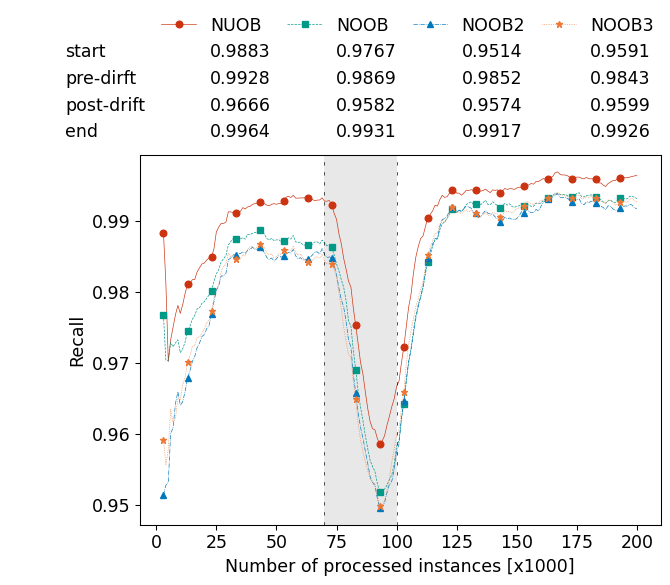 NUOB NOOB NOOB2 NOOB3
start 0.9883 0.9767 0.9514 0.9591
pre-dirft 0.9928 0.9869 0.9852 0.9843
post-drift 0.9666 0.9582 0.9574 0.9599
end 0.9964 0.9931 0.9917 0.9926
0.99
0.98
0.97
0.96
0.95
Recall
0 25 50 75 100 125 150 175 200
Number of processed instances [x1000]